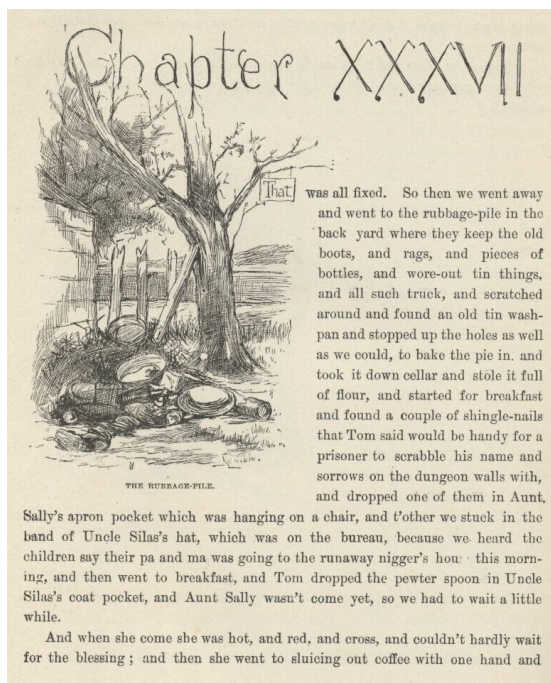 Chapter XXXVII
That was all fixed. So then we went away
and went to the rubbage-pile in the
back yard where they keep the old
boots, and rags, and pieces of
bottles, and wore-out tin things,
and all such truck, and scratched
around and found an old tin wash-
pan and stopped up the holes as well
as we could, to bake the pie in. and
took it down cellar and stole it full
of flour, and started for breakfast
and found a couple of shingle-nails
that Tom said would be handy for a
prisoner to scrabble his name and
sorrows on the dungeon walls with,
and dropped one of them in Aunt.
THE RUBBAGE-PILE.
Sally's apron pocket which was hanging on a chair, and t'other we stuck in the
band of Uncle Silas's hat, which was on the bureau, because we heard the
children say their pa and ma was going to the runaway nigger's this morn-
ing, and then went to breakfast, and Tom dropped the pewter spoon in Uncle
Silas's coat pocket, and Aunt Sally wasn't come yet, so we had to wait a little
while.
And when she come she was hot, and red, and cross, and couldn't hardly wait
for the blessing; and then she went to sluicing out coffee with one hand and